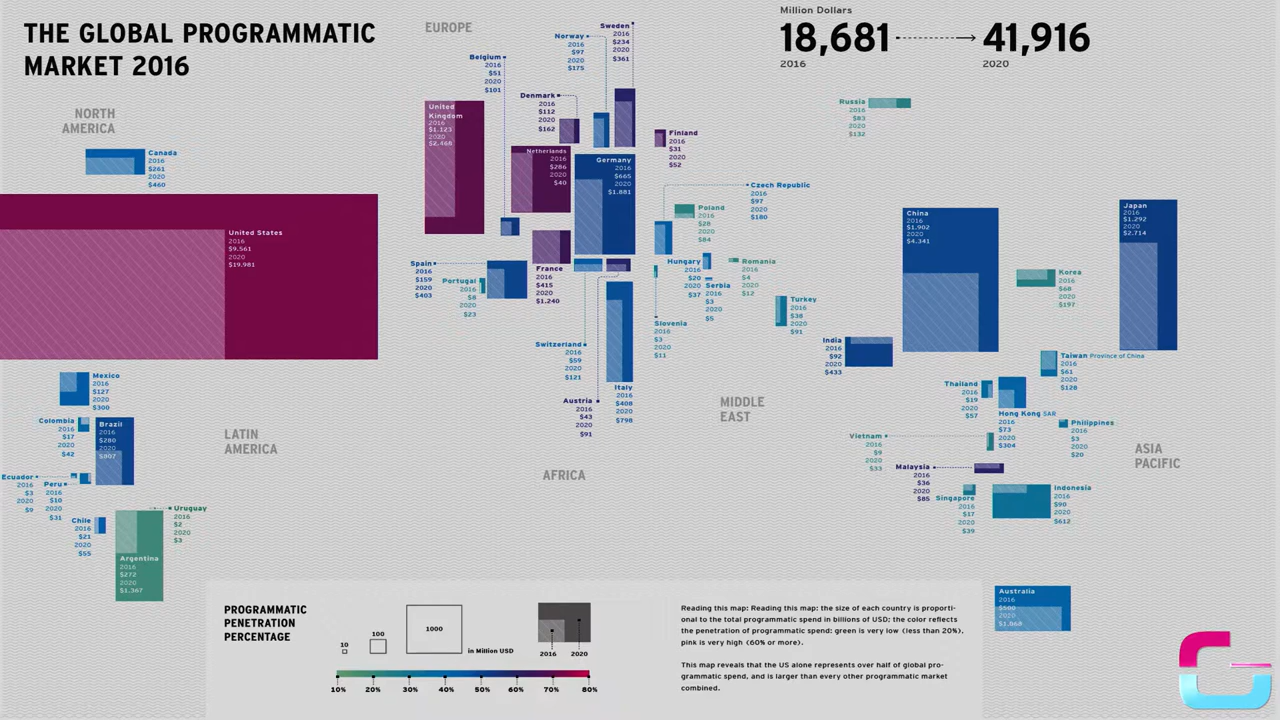 THE GLOBAL PROGRAMMATIC
MARKET 2016
Million Dollars
18,681
41,916
2016
2020
EUROPE
NORTH
AMERICA
Canada
2016
$261
2020
$460
United States
2016
$9.561
2020
$19.981
Mexico
2016
$127
2020
$300
Colombia
2016
$17
2020
$42
Brazil
2016
$280
2020
$807
LATIN
AMERICA
Ecuador
2016
$3
2020
$9
Peru
2016
$10
2020
$31
Chile
2016
$21
2020
$55
Uruguay
2016
$2
2020
$3
Argentina
2016
$272
2020
$1.367
United
Kingdom
2016
$1.123
2020
$2.468
Belgium
2016
$51
2020
$101
Norway
2016
$97
2020
$175
Sweden
2016
$234
2020
$361
Denmark
2016
$112
2020
$162
Finland
2016
$31
2020
$52
Netherlands
2016
$286
2020
$40
Germany
2016
$665
2020
$1.881
Czech Republic
2016
$97
2020
$180
Poland
2016
$28
2020
$84
Spain
2016
$159
2020
$403
Portugal
2016
$8
2020
$23
France
2016
$415
2020
$1.240
Hungary
2016
$20
2020
$37
Serbia
2016
$3
2020
$5
Romania
2016
$4
2020
$12
Turkey
2016
$38
2020
$91
Slovenia
2016
$3
2020
$11
Switzerland
2016
$59
2020
$121
Austria
2016
$43
2020
$91
Italy
2016
$408
2020
$798
AFRICA
MIDDLE
EAST
Russia
2016
$83
2020
$132
China
2016
$1.902
2020
$4.341
Japan
2016
$1.292
2020
$2.714
Korea
2016
$68
2020
$197
India
2016
$92
2020
$433
Taiwan Province of China
2016
$61
2020
$128
Thailand
2016
$19
2020
$57
Hong Kong SAR
2016
$73
2020
$304
Philippines
2016
$3
2020
$20
Vietnam
2016
$9
2020
$33
Malaysia
2016
$36
2020
$85
ASIA
PACIFIC
Singapore
2016
$17
2020
$39
Indonesia
2016
$90
2020
$612
Australia
2016
$500
2020
$1.068
PROGRAMMATIC
PENETRATION
PERCENTAGE
10
100
1000
in Million USD
2016
2020
10% 20% 30% 40% 50% 60% 70% 80%
Reading this map: Reading this map: the size of each country is proporti-
onal to the total programmatic spend in billions of USD; the color reflects
the penetration of programmatic spend: green is very low (less than 20%),
pink is very high (60% or more).
This map reveals that the US alone represents over half of global pro-
grammatic spend, and is larger than every other programmatic market
combined.